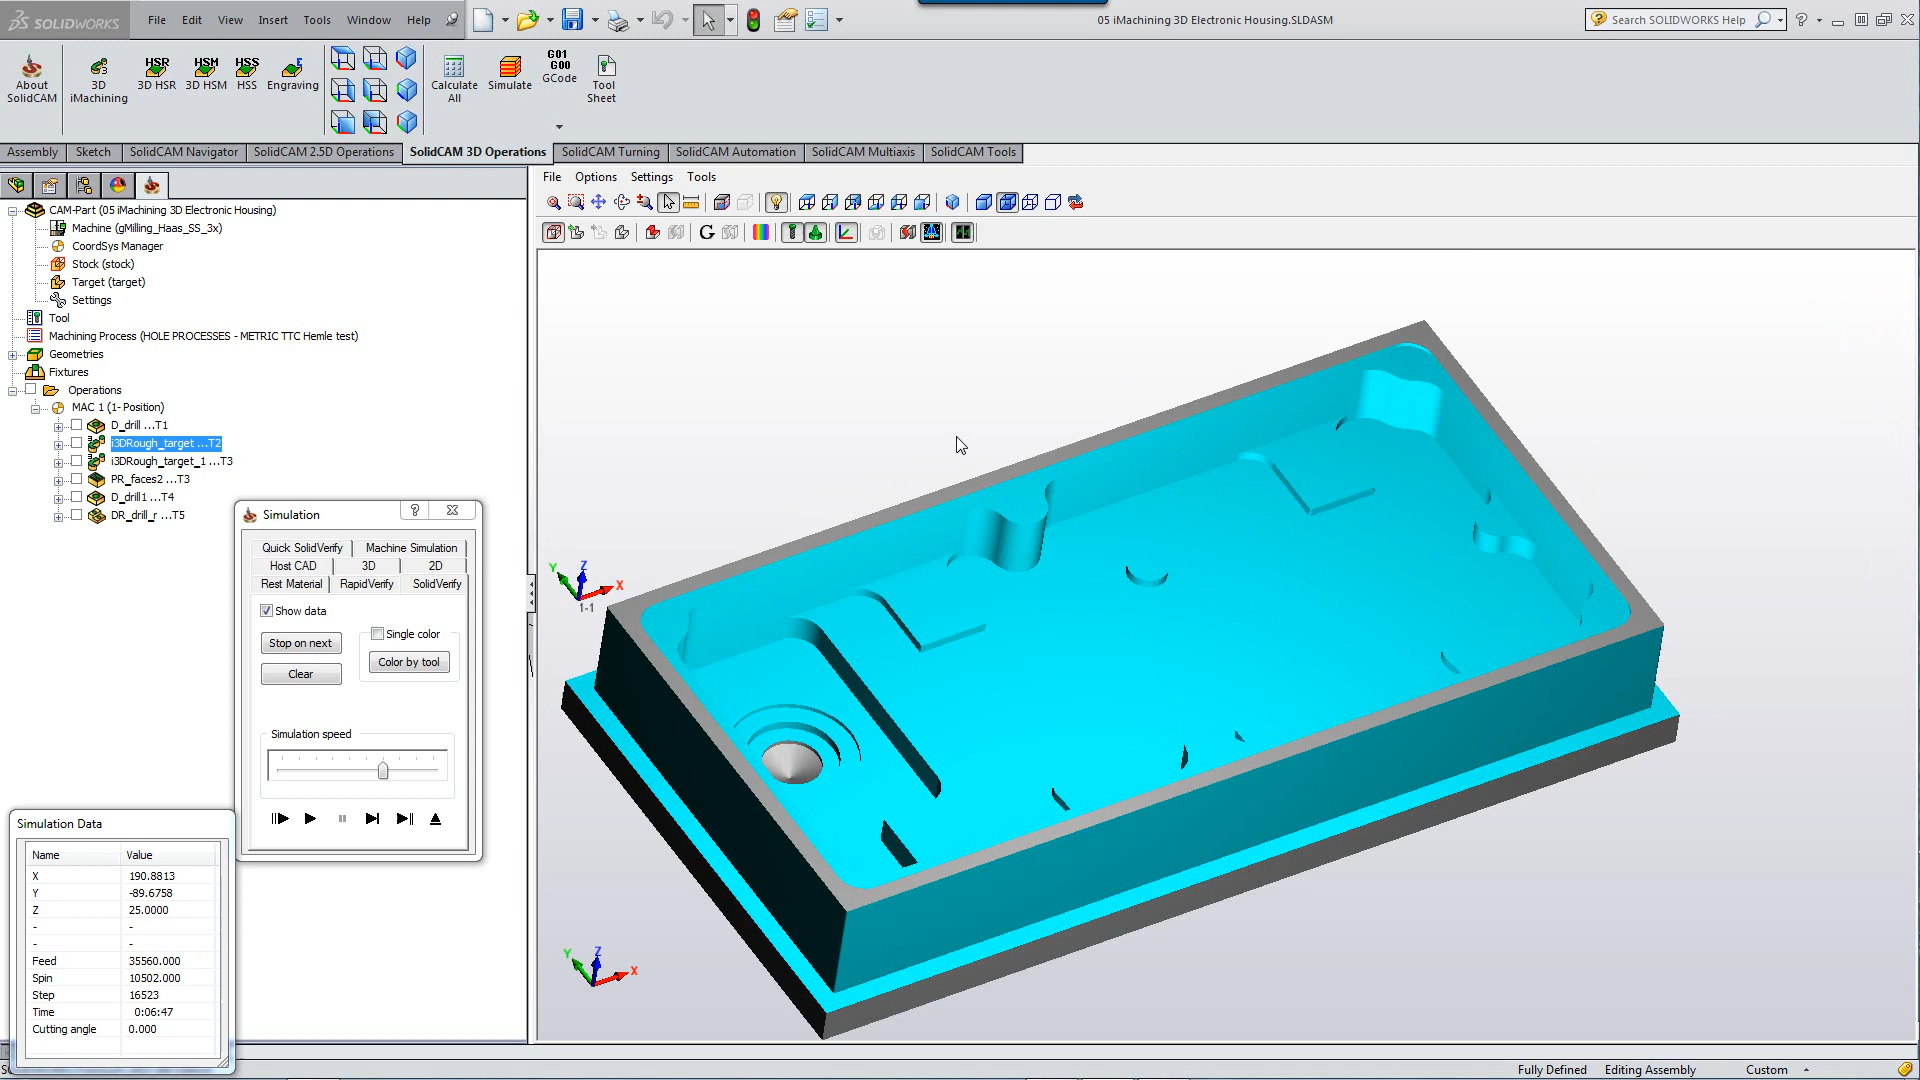 SOLIDWORKS
File Edit View Insert Tools Window Help
05 iMachining 3D Electronic Housing.SLDASM
Search SOLIDWORKS Help
About SolidCAM
3D iMachining
HSR 3D HSR
HSM 3D HSM
HSS HSS
Engraving
Calculate All
Simulate
G01 G00 GCode
Tool Sheet
Assembly Sketch SolidCAM Navigator SolidCAM 2.5D Operations SolidCAM 3D Operations SolidCAM Turning SolidCAM Automation SolidCAM Multiaxis SolidCAM Tools
File Options Settings Tools
CAM-Part (05 iMachining 3D Electronic Housing)
Machine (gMilling_Haas_SS_3x)
CoordSys Manager
Stock (stock)
Target (target)
Settings
Tool
Machining Process (HOLE PROCESSES - METRIC TTC Hemle test)
Geometries
Fixtures
Operations
MAC 1 (1- Position)
D_drill ...T1
i3DRough_target ...T2
i3DRough_target_1 ...T3
PR_faces2 ...T3
D_drill1 ...T4
DR_drill_r ...T5
Simulation
Quick SolidVerify Machine Simulation
Host CAD 3D 2D
Rest Material RapidVerify SolidVerify
Show data
Stop on next
Single color
Color by tool
Clear
Simulation speed
Simulation Data
Name Value
X 190.8813
Y -89.6758
Z 25.0000
- -
- -
Feed 35560.000
Spin 10502.000
Step 16523
Time 0:06:47
Cutting angle 0.000
Y Z X
1-1
Y Z X
Fully Defined Editing Assembly Custom